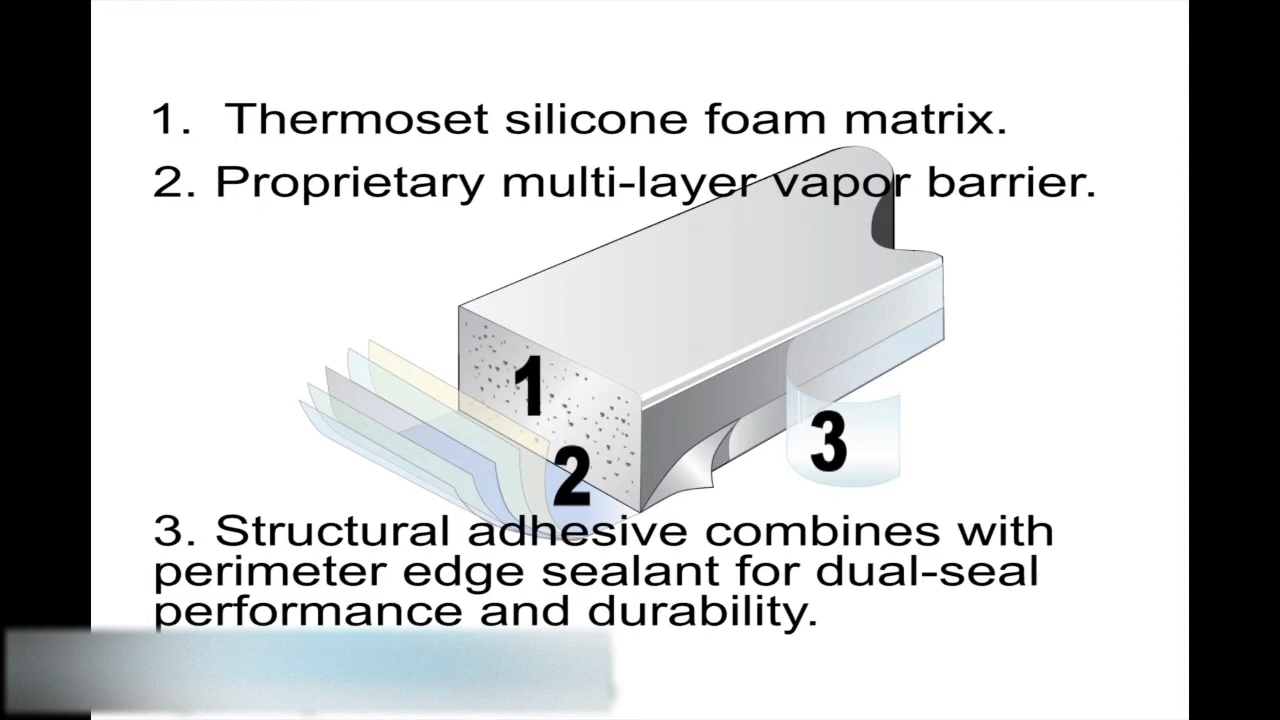 1. Thermoset silicone foam matrix.
2. Proprietary multi-layer vapor barrier.
1
2
3
3. Structural adhesive combines with
perimeter edge sealant for dual-seal
performance and durability.